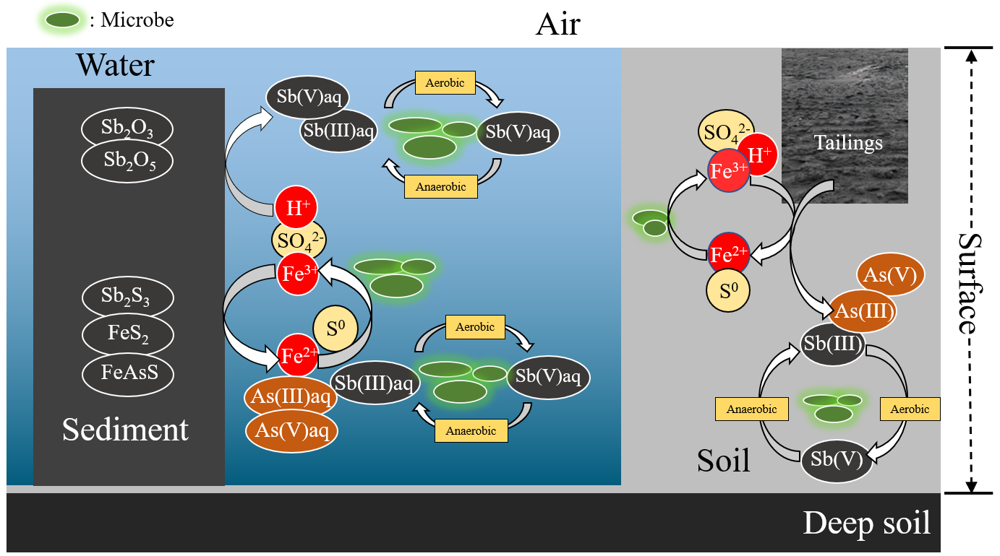 : Microbe
Air
Water
Sb₂O₃
Sb₂O₅
Sb₂S₃
FeS₂
FeAsS
Sediment
Sb(V)aq
Sb(III)aq
Aerobic
Sb(V)aq
Anaerobic
H⁺
SO₄²⁻
Fe³⁺
S⁰
Fe²⁺
As(III)aq
As(V)aq
Sb(III)aq
Aerobic
Sb(V)aq
Anaerobic
Tailings
SO₄²⁻
H⁺
Fe³⁺
Fe²⁺
S⁰
As(V)
As(III)
Sb(III)
Anaerobic
Aerobic
Sb(V)
Soil
Surface
Deep soil